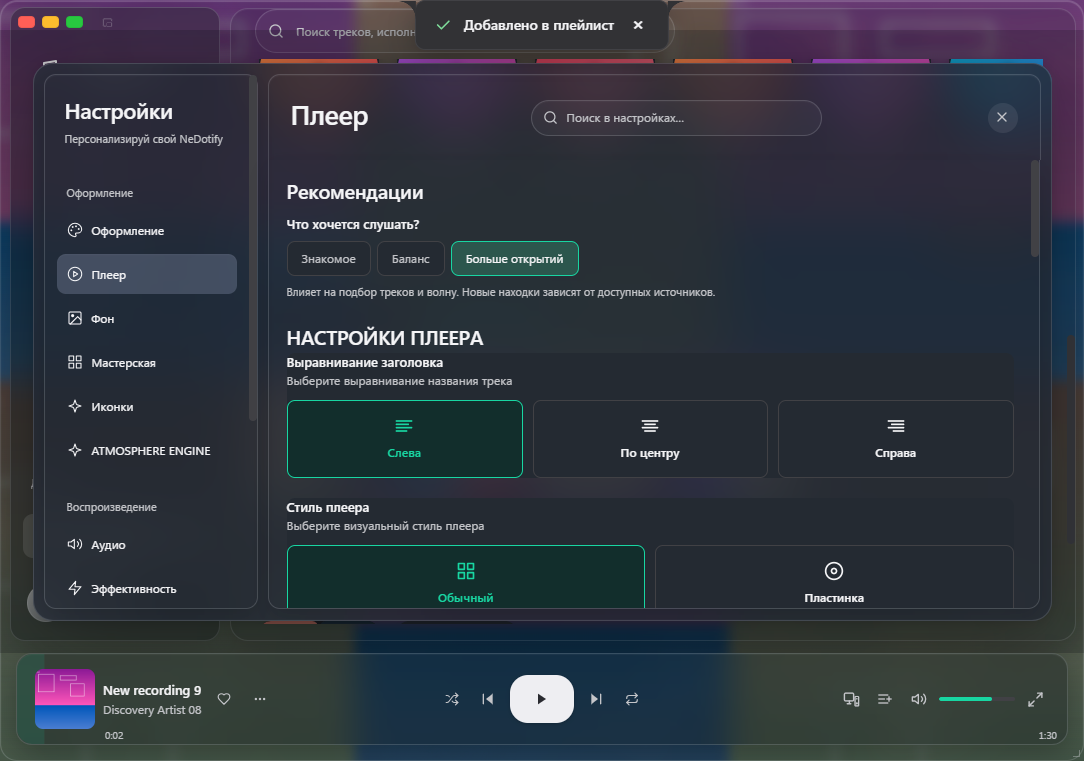 Поиск треков, исполн
Добавлено в плейлист
Настройки
Персонализируй свой NeDotify
Оформление
Оформление
Плеер
Фон
Мастерская
Иконки
ATMOSPHERE ENGINE
Воспроизведение
Аудио
Эффективность
Плеер
Поиск в настройках...
Рекомендации
Что хочется слушать?
Знакомое Баланс Больше открытий
Влияет на подбор треков и волну. Новые находки зависят от доступных источников.
НАСТРОЙКИ ПЛЕЕРА
Выравнивание заголовка
Выберите выравнивание названия трека
Слева По центру Справа
Стиль плеера
Выберите визуальный стиль плеера
Обычный Пластинка
New recording 9
Discovery Artist 08
0:02
1:30